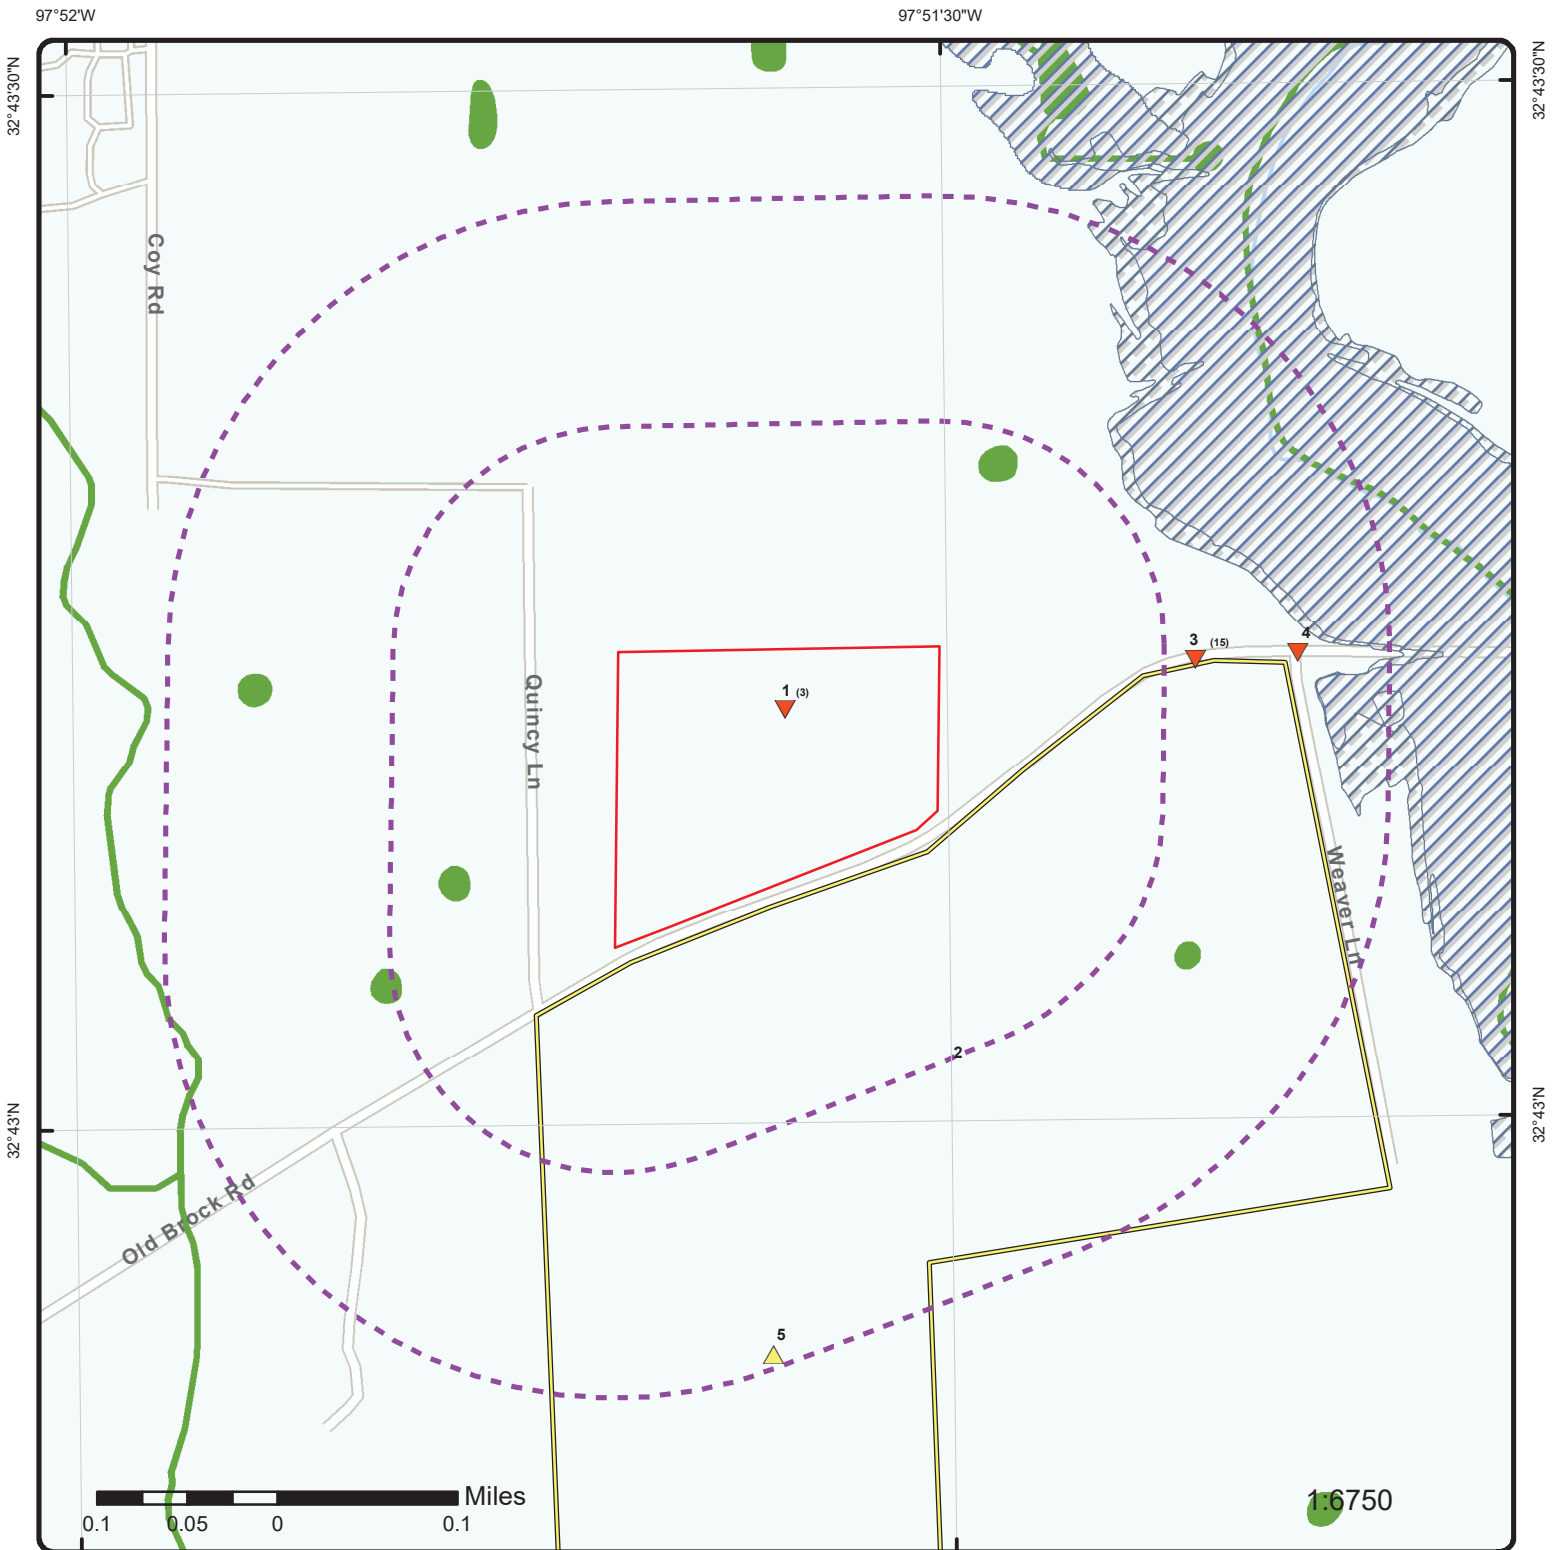 97°52'W
97°51'30"W
32°43'30"N
32°43'30"N
Coy Rd
3 (15)
4
1 (3)
Quincy Ln
Weaver Ln
2
32°43'N
32°43'N
Old Brock Rd
5
Miles
1:6750
0.1 0.05 0 0.1